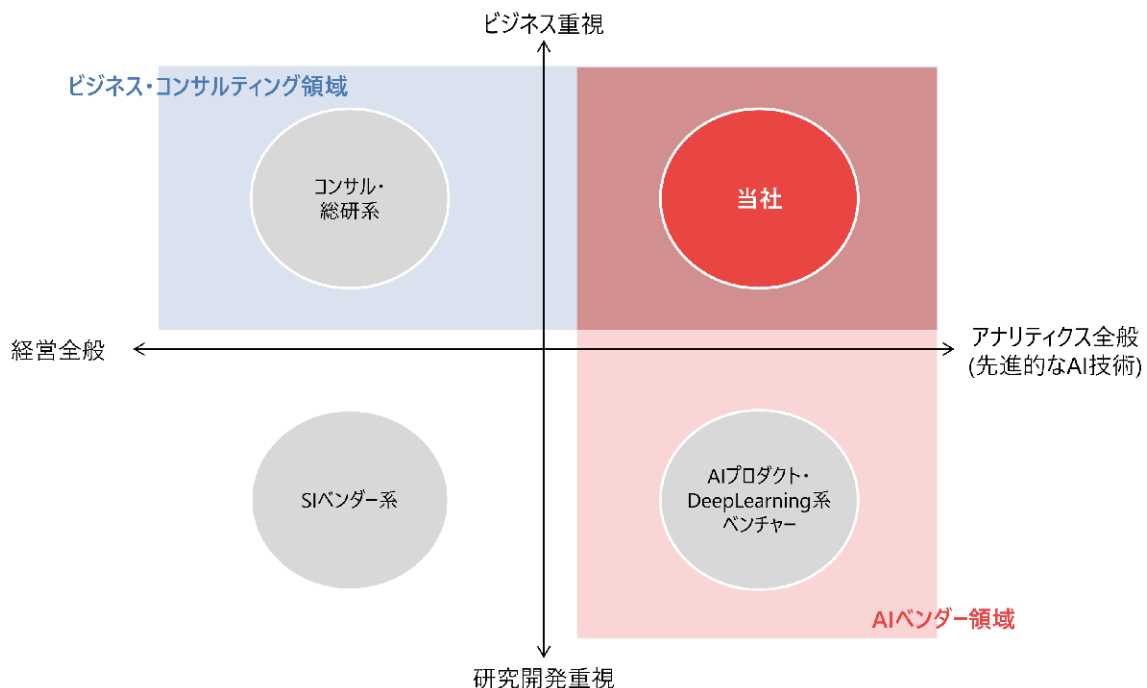 ビジネス重視
ビジネス・コンサルティング領域
コンサル・
総研系
当社
経営全般
アナリティクス全般
(先進的なAI技術)
SIベンダー系
AIプロダクト・
DeepLearning系
ベンチャー
AIベンダー領域
研究開発重視